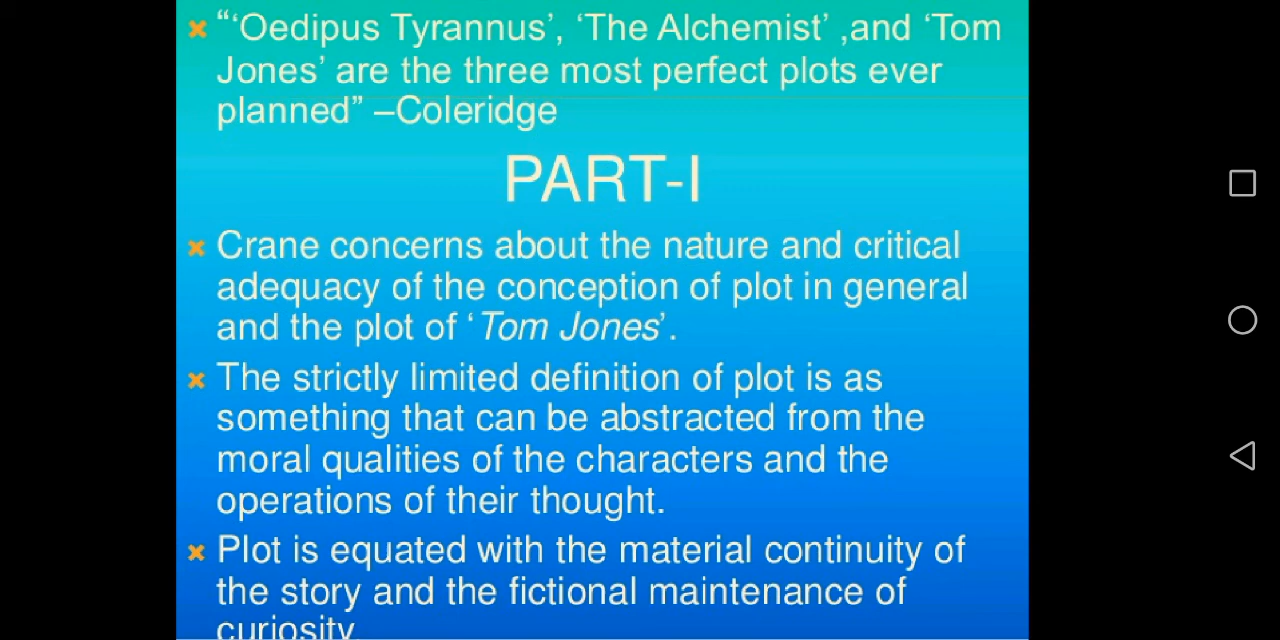 “‘Oedipus Tyrannus’, ‘The Alchemist’ ,and ‘Tom
Jones’ are the three most perfect plots ever
planned” –Coleridge
PART-I
Crane concerns about the nature and critical
adequacy of the conception of plot in general
and the plot of ‘Tom Jones’.
The strictly limited definition of plot is as
something that can be abstracted from the
moral qualities of the characters and the
operations of their thought.
Plot is equated with the material continuity of
the story and the fictional maintenance of
curiosity.